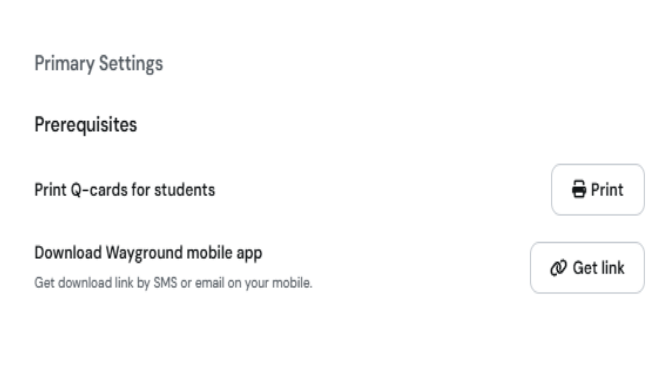 Primary Settings
Prerequisites
Print Q-cards for students
Print
Download Wayground mobile app
Get download link by SMS or email on your mobile.
Get link